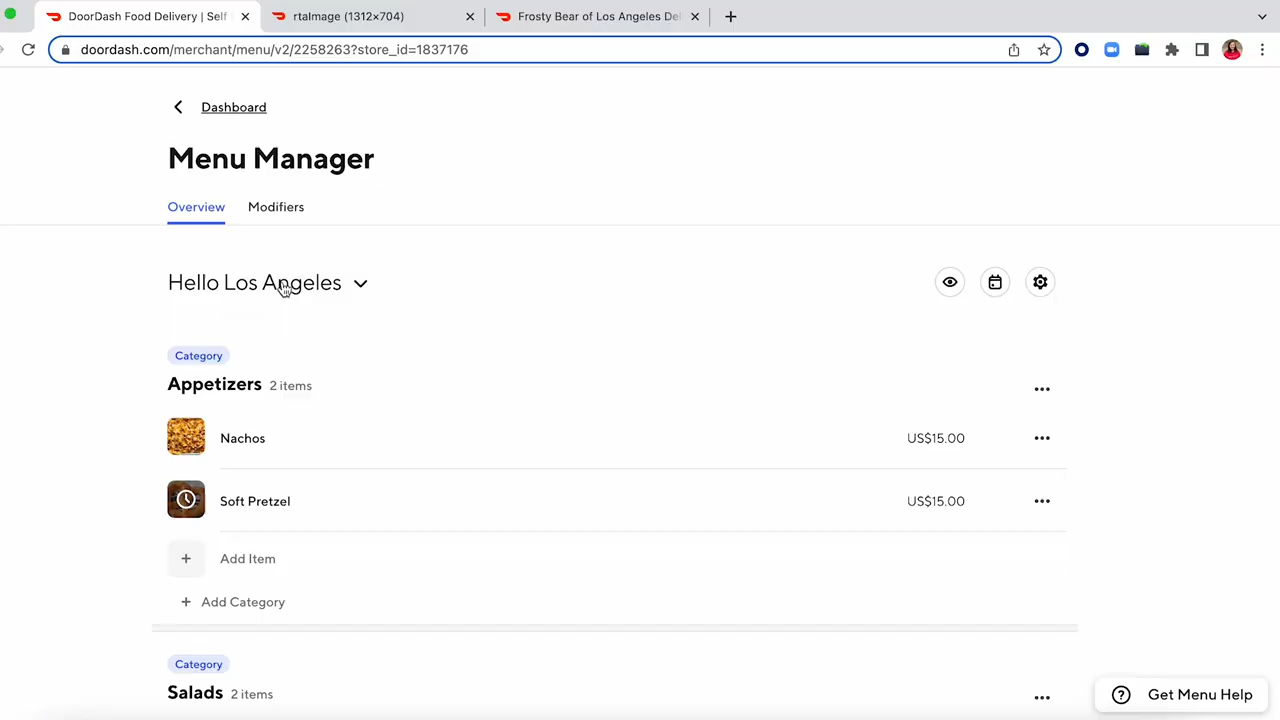 DoorDash Food Delivery | Self
rtaImage (1312×704)
Frosty Bear of Los Angeles Del
doordash.com/merchant/menu/v2/2258263?store_id=1837176
Dashboard
Menu Manager
Overview
Modifiers
Hello Los Angeles
Category
Appetizers 2 items
Nachos US$15.00
Soft Pretzel US$15.00
Add Item
Add Category
Category
Salads 2 items
Get Menu Help